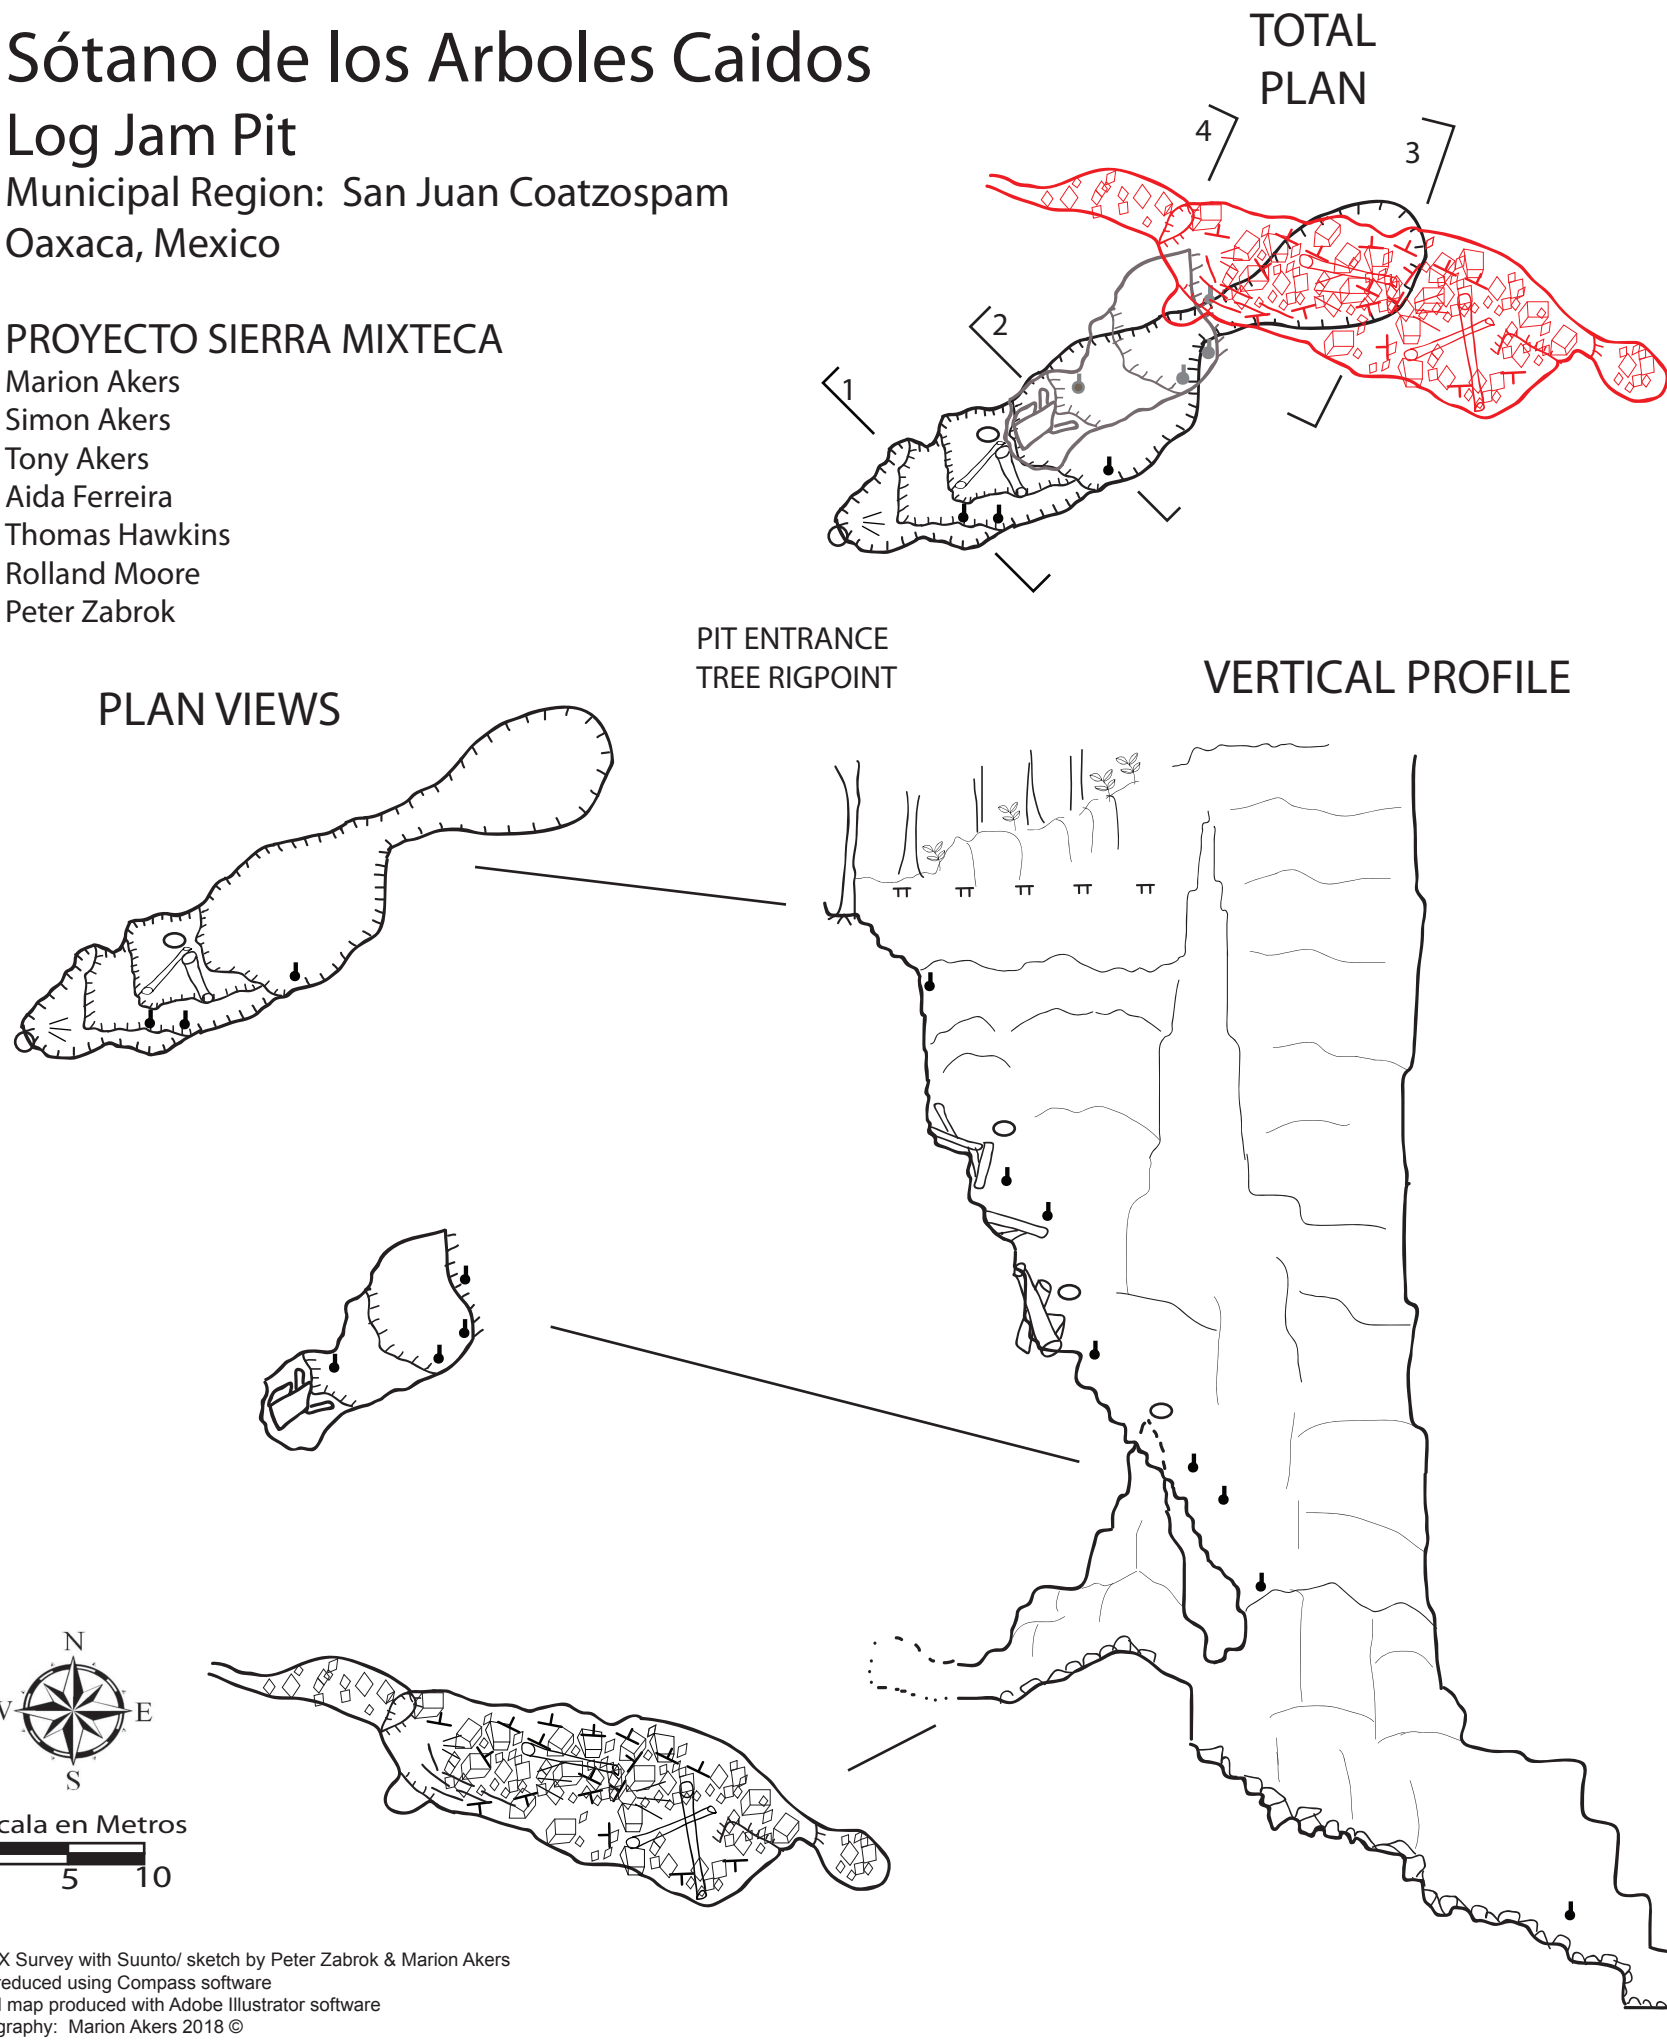 Sótano de los Arboles Caidos
Log Jam Pit
Municipal Region: San Juan Coatzospam
Oaxaca, Mexico
PROYECTO SIERRA MIXTECA
Marion Akers
Simon Akers
Tony Akers
Aida Ferreira
Thomas Hawkins
Rolland Moore
Peter Zabrok
TOTAL
PLAN
4
3
2
1
PIT ENTRANCE
TREE RIGPOINT
VERTICAL PROFILE
PLAN VIEWS
N
E
S
cala en Metros
5
10
X Survey with Suunto/ sketch by Peter Zabrok & Marion Akers
reduced using Compass software
map produced with Adobe Illustrator software
graphy: Marion Akers 2018 ©